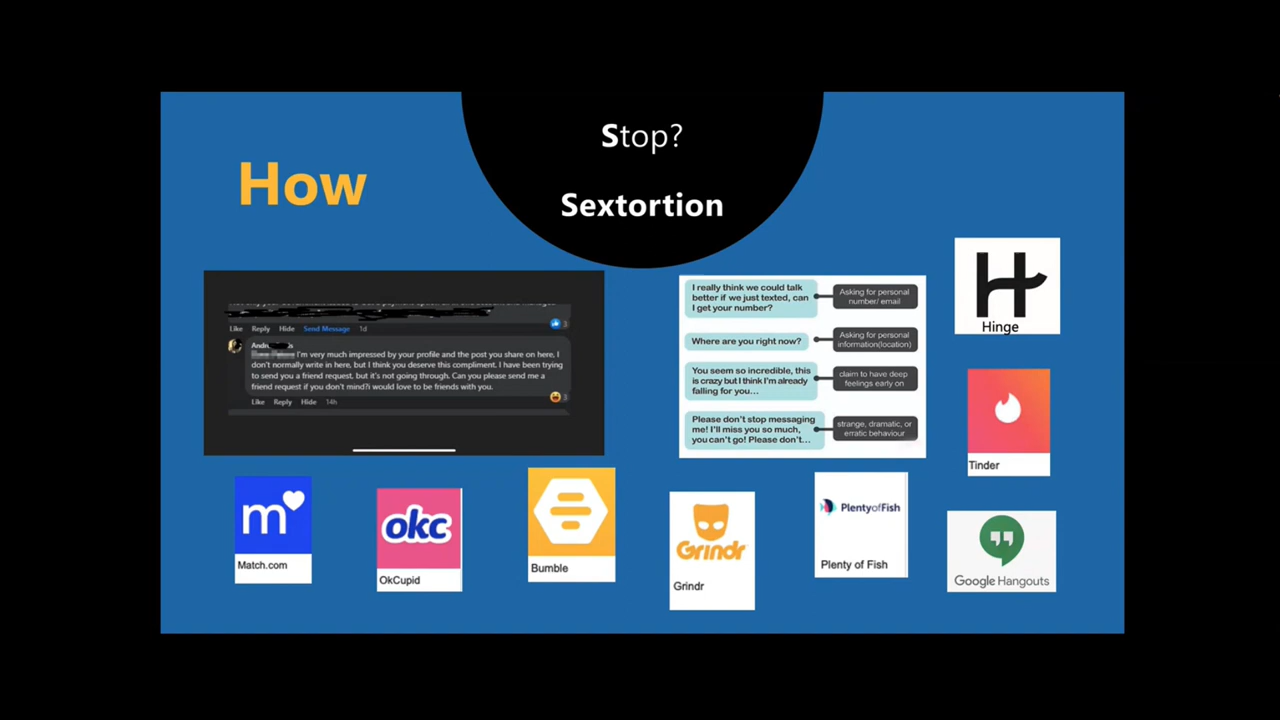 Stop?
How
Sextortion
Like Reply Hide Send Message 1d
3
Andre
I'm very much impressed by your profile and the post you share on here, I
don't normally write in here, but I think you deserve this compliment. I have been trying
to send you a friend request, but it's not going through. Can you please send me a
friend request if you don't mind?i would love to be friends with you.
3
Like Reply Hide 14h
I really think we could talk
better if we just texted, can
I get your number?
Asking for personal
number/ email
Where are you right now?
Asking for personal
information(location)
You seem so incredible, this
is crazy but I think I'm already
falling for you...
claim to have deep
feelings early on
Please don't stop messaging
me! I'll miss you so much,
you can't go! Please don't...
strange, dramatic, or
erratic behaviour
H
Hinge
Tinder
m
Match.com
okc
OkCupid
Bumble
Grindr
Grindr
PlentyofFish
Plenty of Fish
Google Hangouts